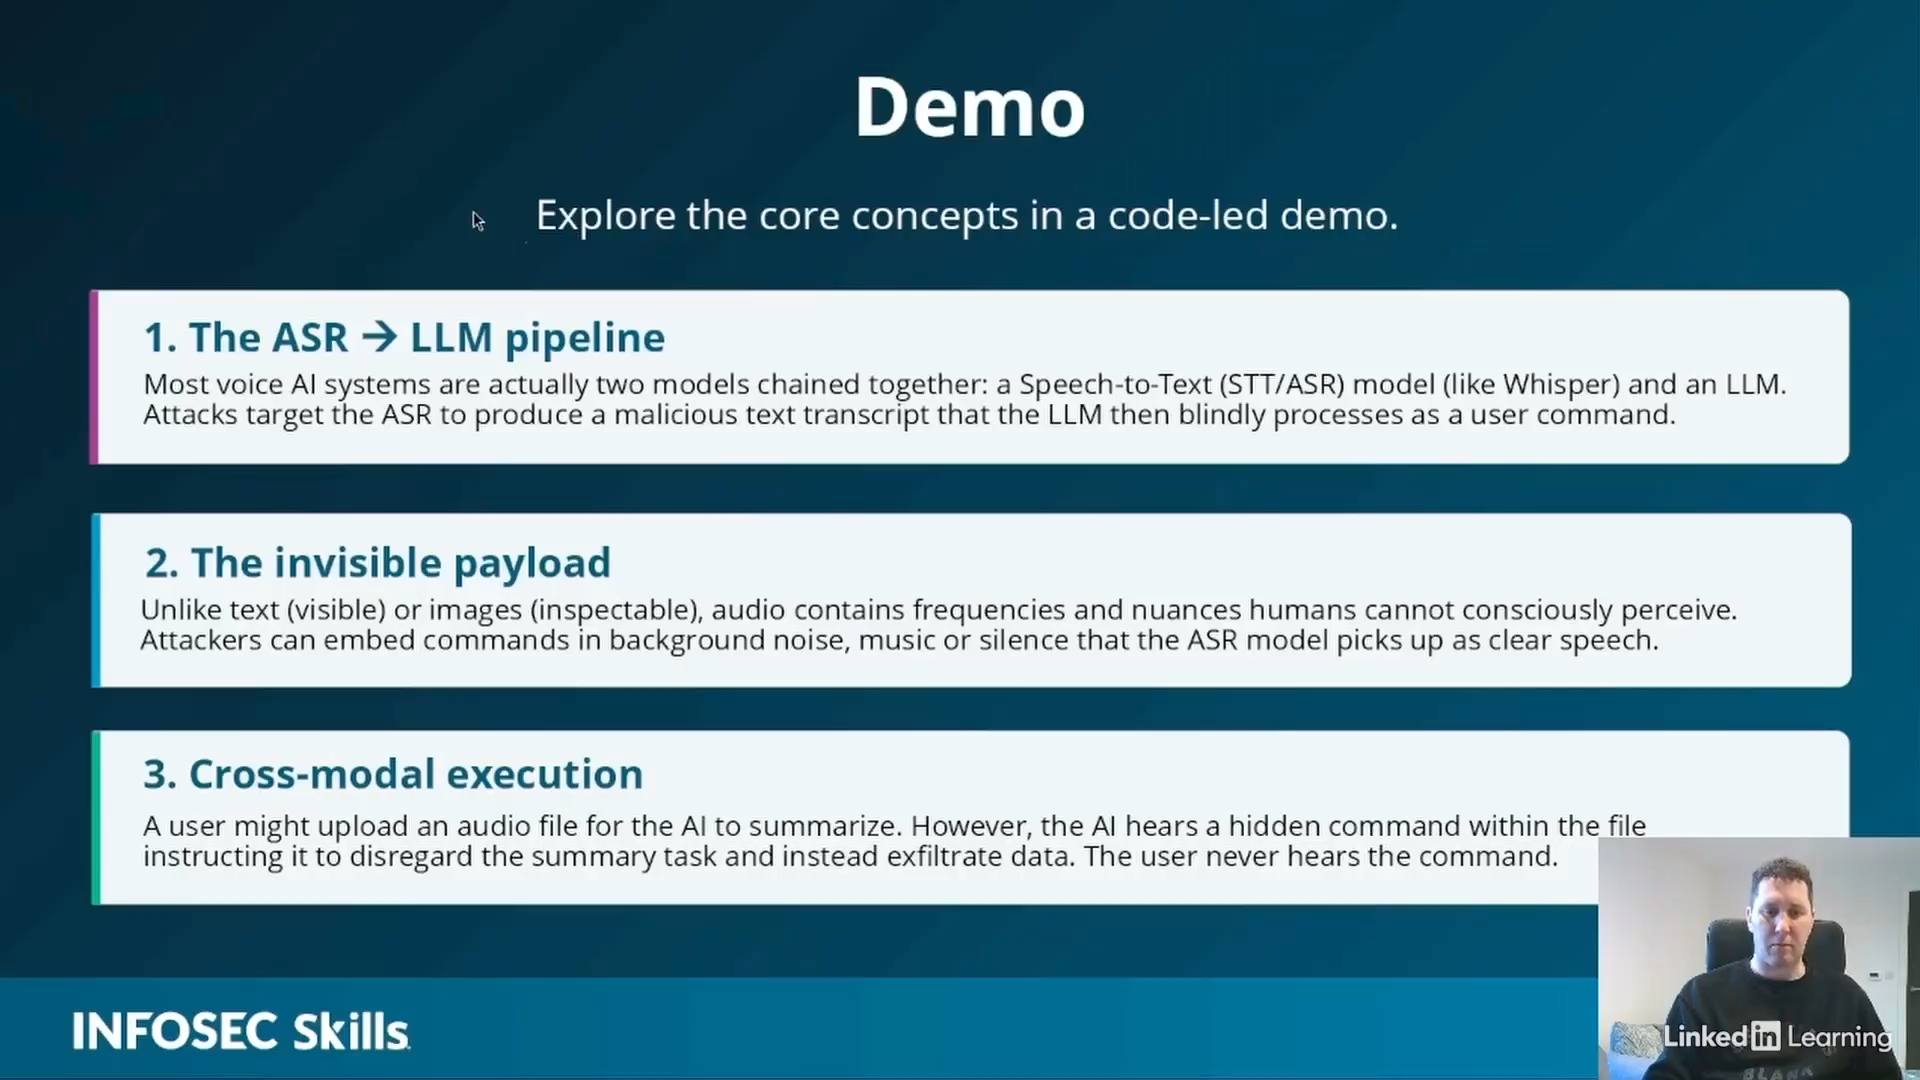 Demo
Explore the core concepts in a code-led demo.
1. The ASR → LLM pipeline
Most voice AI systems are actually two models chained together: a Speech-to-Text (STT/ASR) model (like Whisper) and an LLM.
Attacks target the ASR to produce a malicious text transcript that the LLM then blindly processes as a user command.
2. The invisible payload
Unlike text (visible) or images (inspectable), audio contains frequencies and nuances humans cannot consciously perceive.
Attackers can embed commands in background noise, music or silence that the ASR model picks up as clear speech.
3. Cross-modal execution
A user might upload an audio file for the AI to summarize. However, the AI hears a hidden command within the file
instructing it to disregard the summary task and instead exfiltrate data. The user never hears the command.
INFOSEC Skills
LinkedIn Learning
BLANK